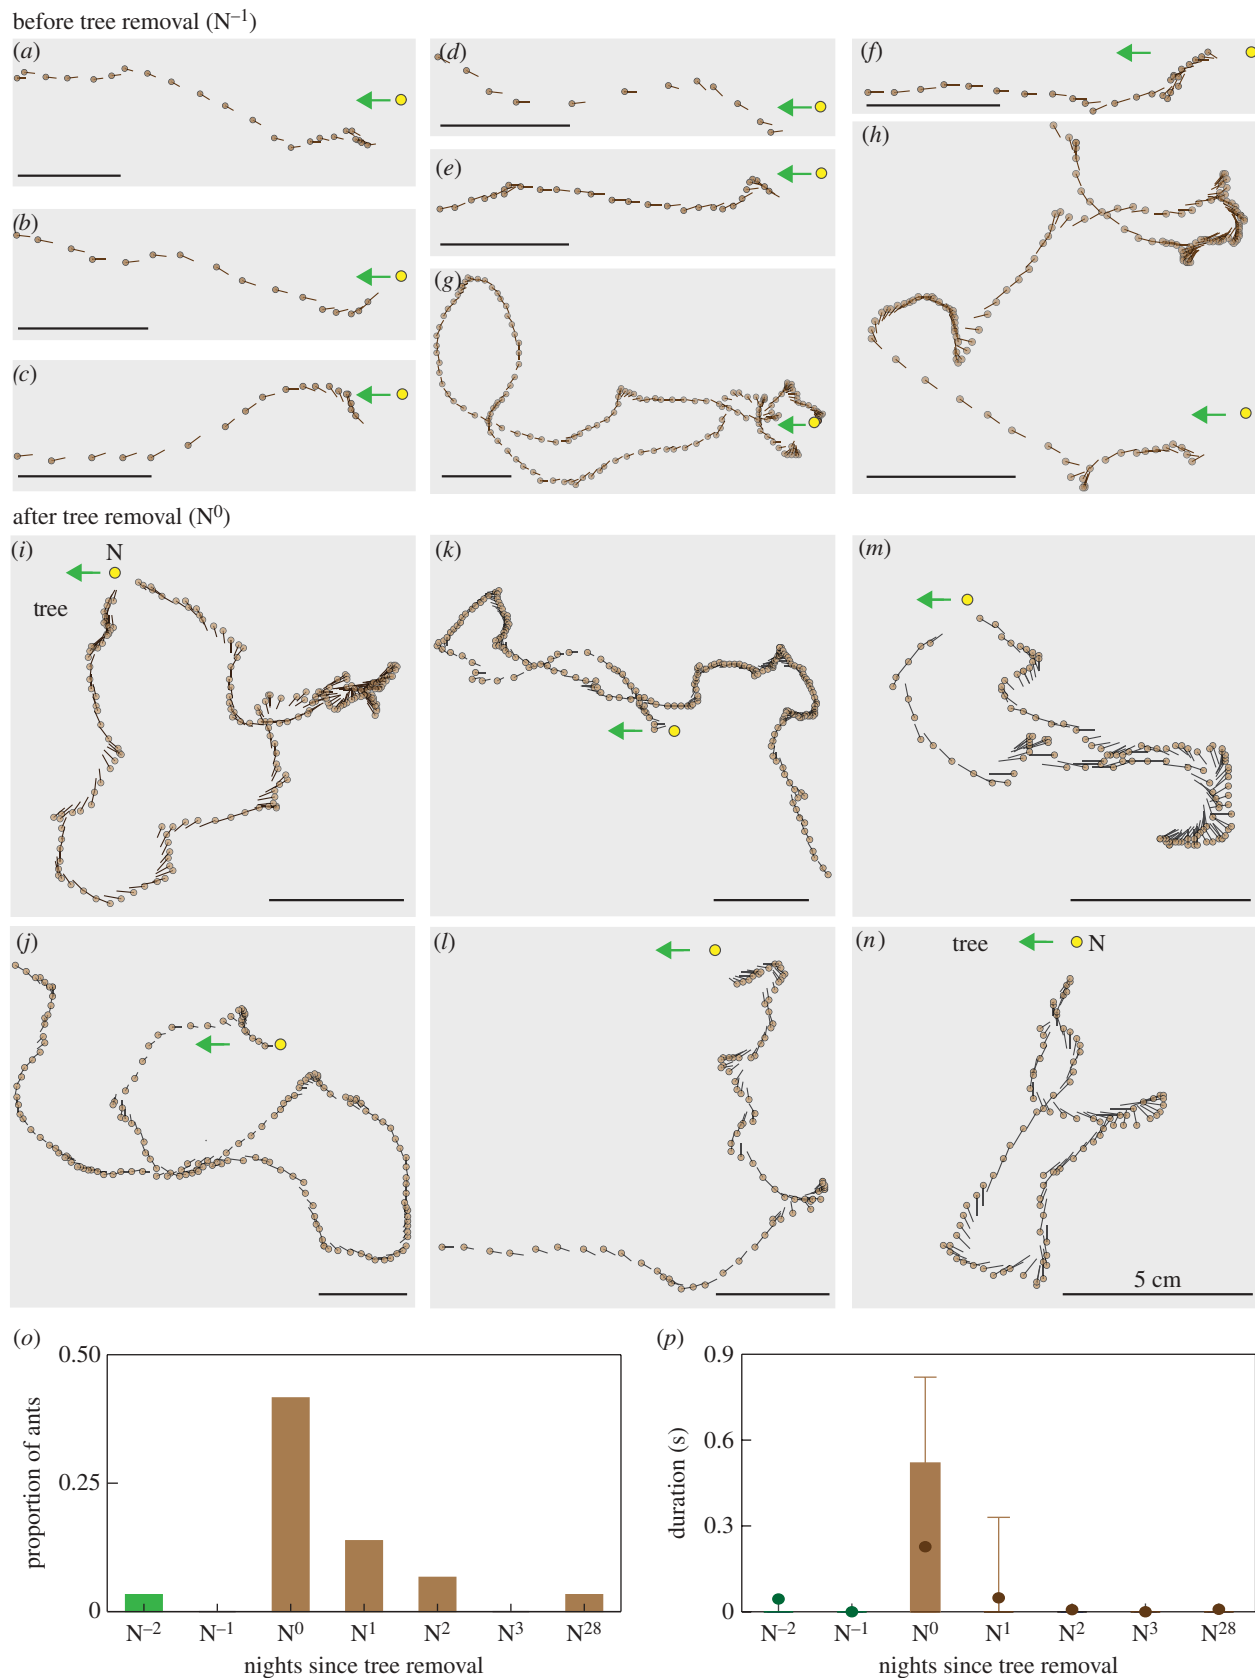 before tree removal (N⁻¹)
(a)
(d)
(f)
(b)
(e)
(h)
(c)
(g)
after tree removal (N⁰)
(i)
N
tree
(k)
(m)
(j)
(l)
(n)
tree
N
5 cm
(o)
0.50
0.25
0
proportion of ants
N⁻² N⁻¹ N⁰ N¹ N² N³ N²⁸
nights since tree removal
(p)
0.9
0.6
0.3
0
duration (s)
N⁻² N⁻¹ N⁰ N¹ N² N³ N²⁸
nights since tree removal